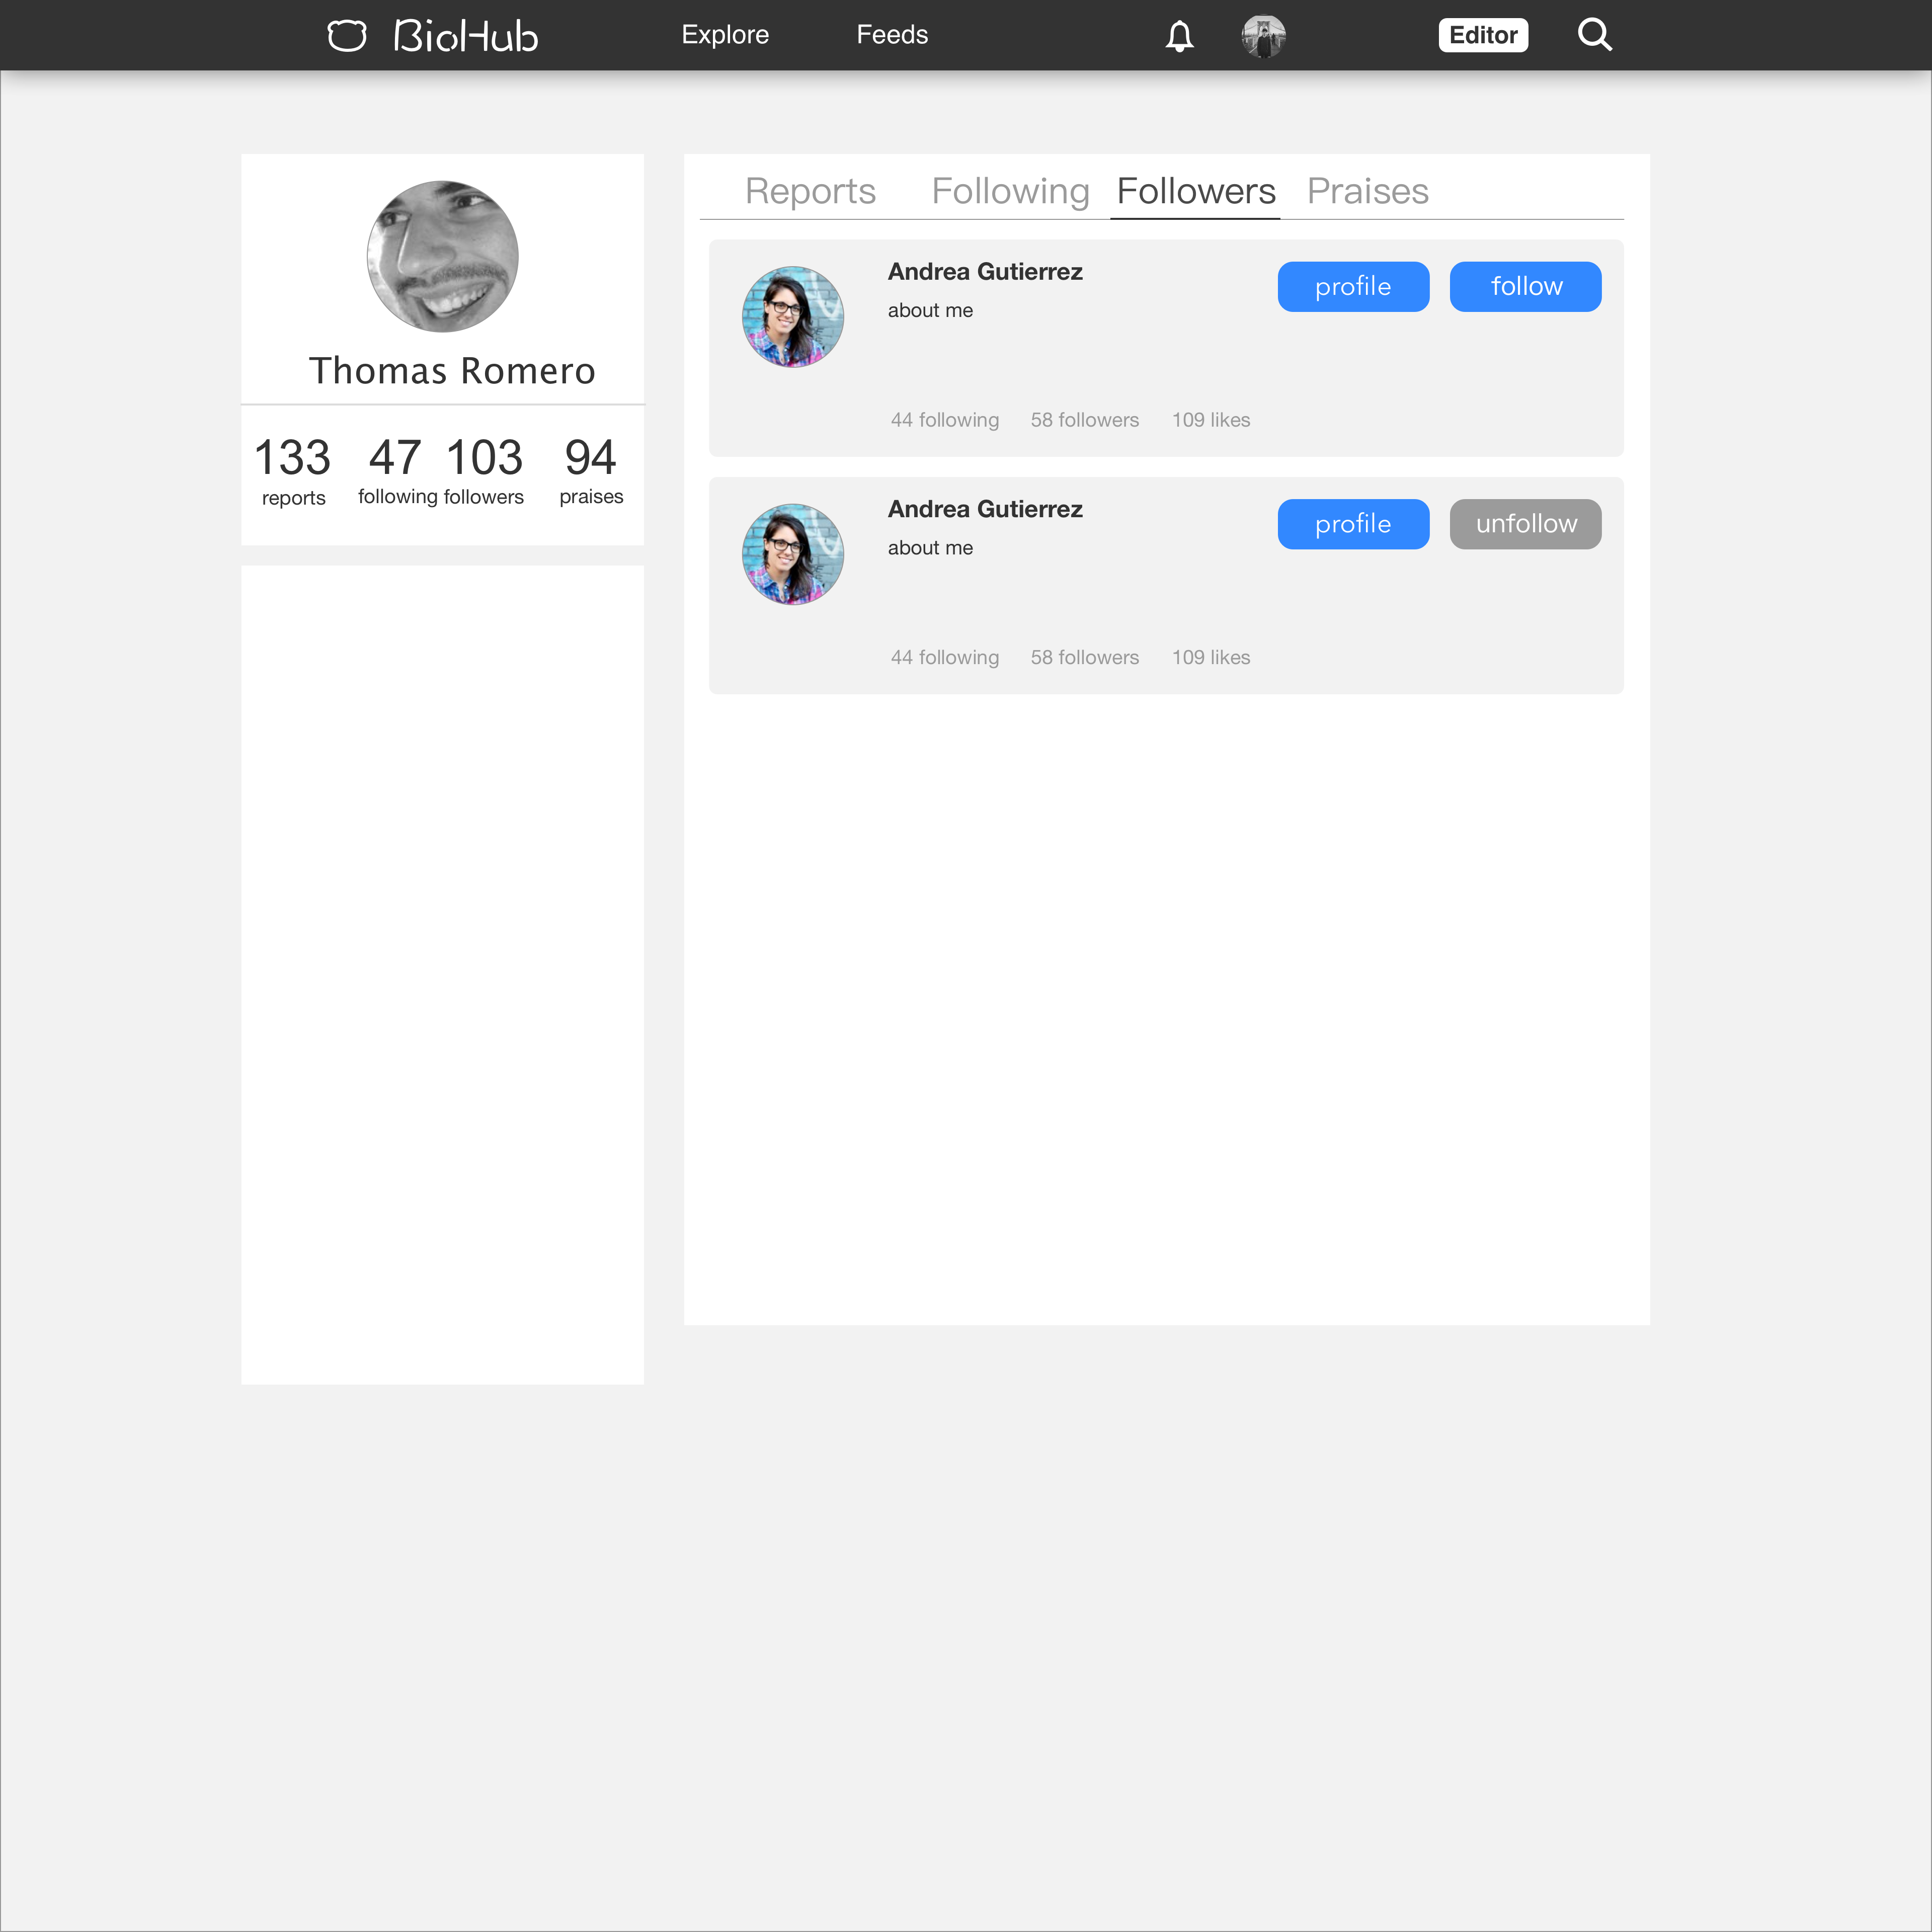 BioHub Explore Feeds Editor
Thomas Romero
133 47 103 94
reports following followers praises
Reports Following Followers Praises
Andrea Gutierrez profile follow
about me
44 following 58 followers 109 likes
Andrea Gutierrez profile unfollow
about me
44 following 58 followers 109 likes